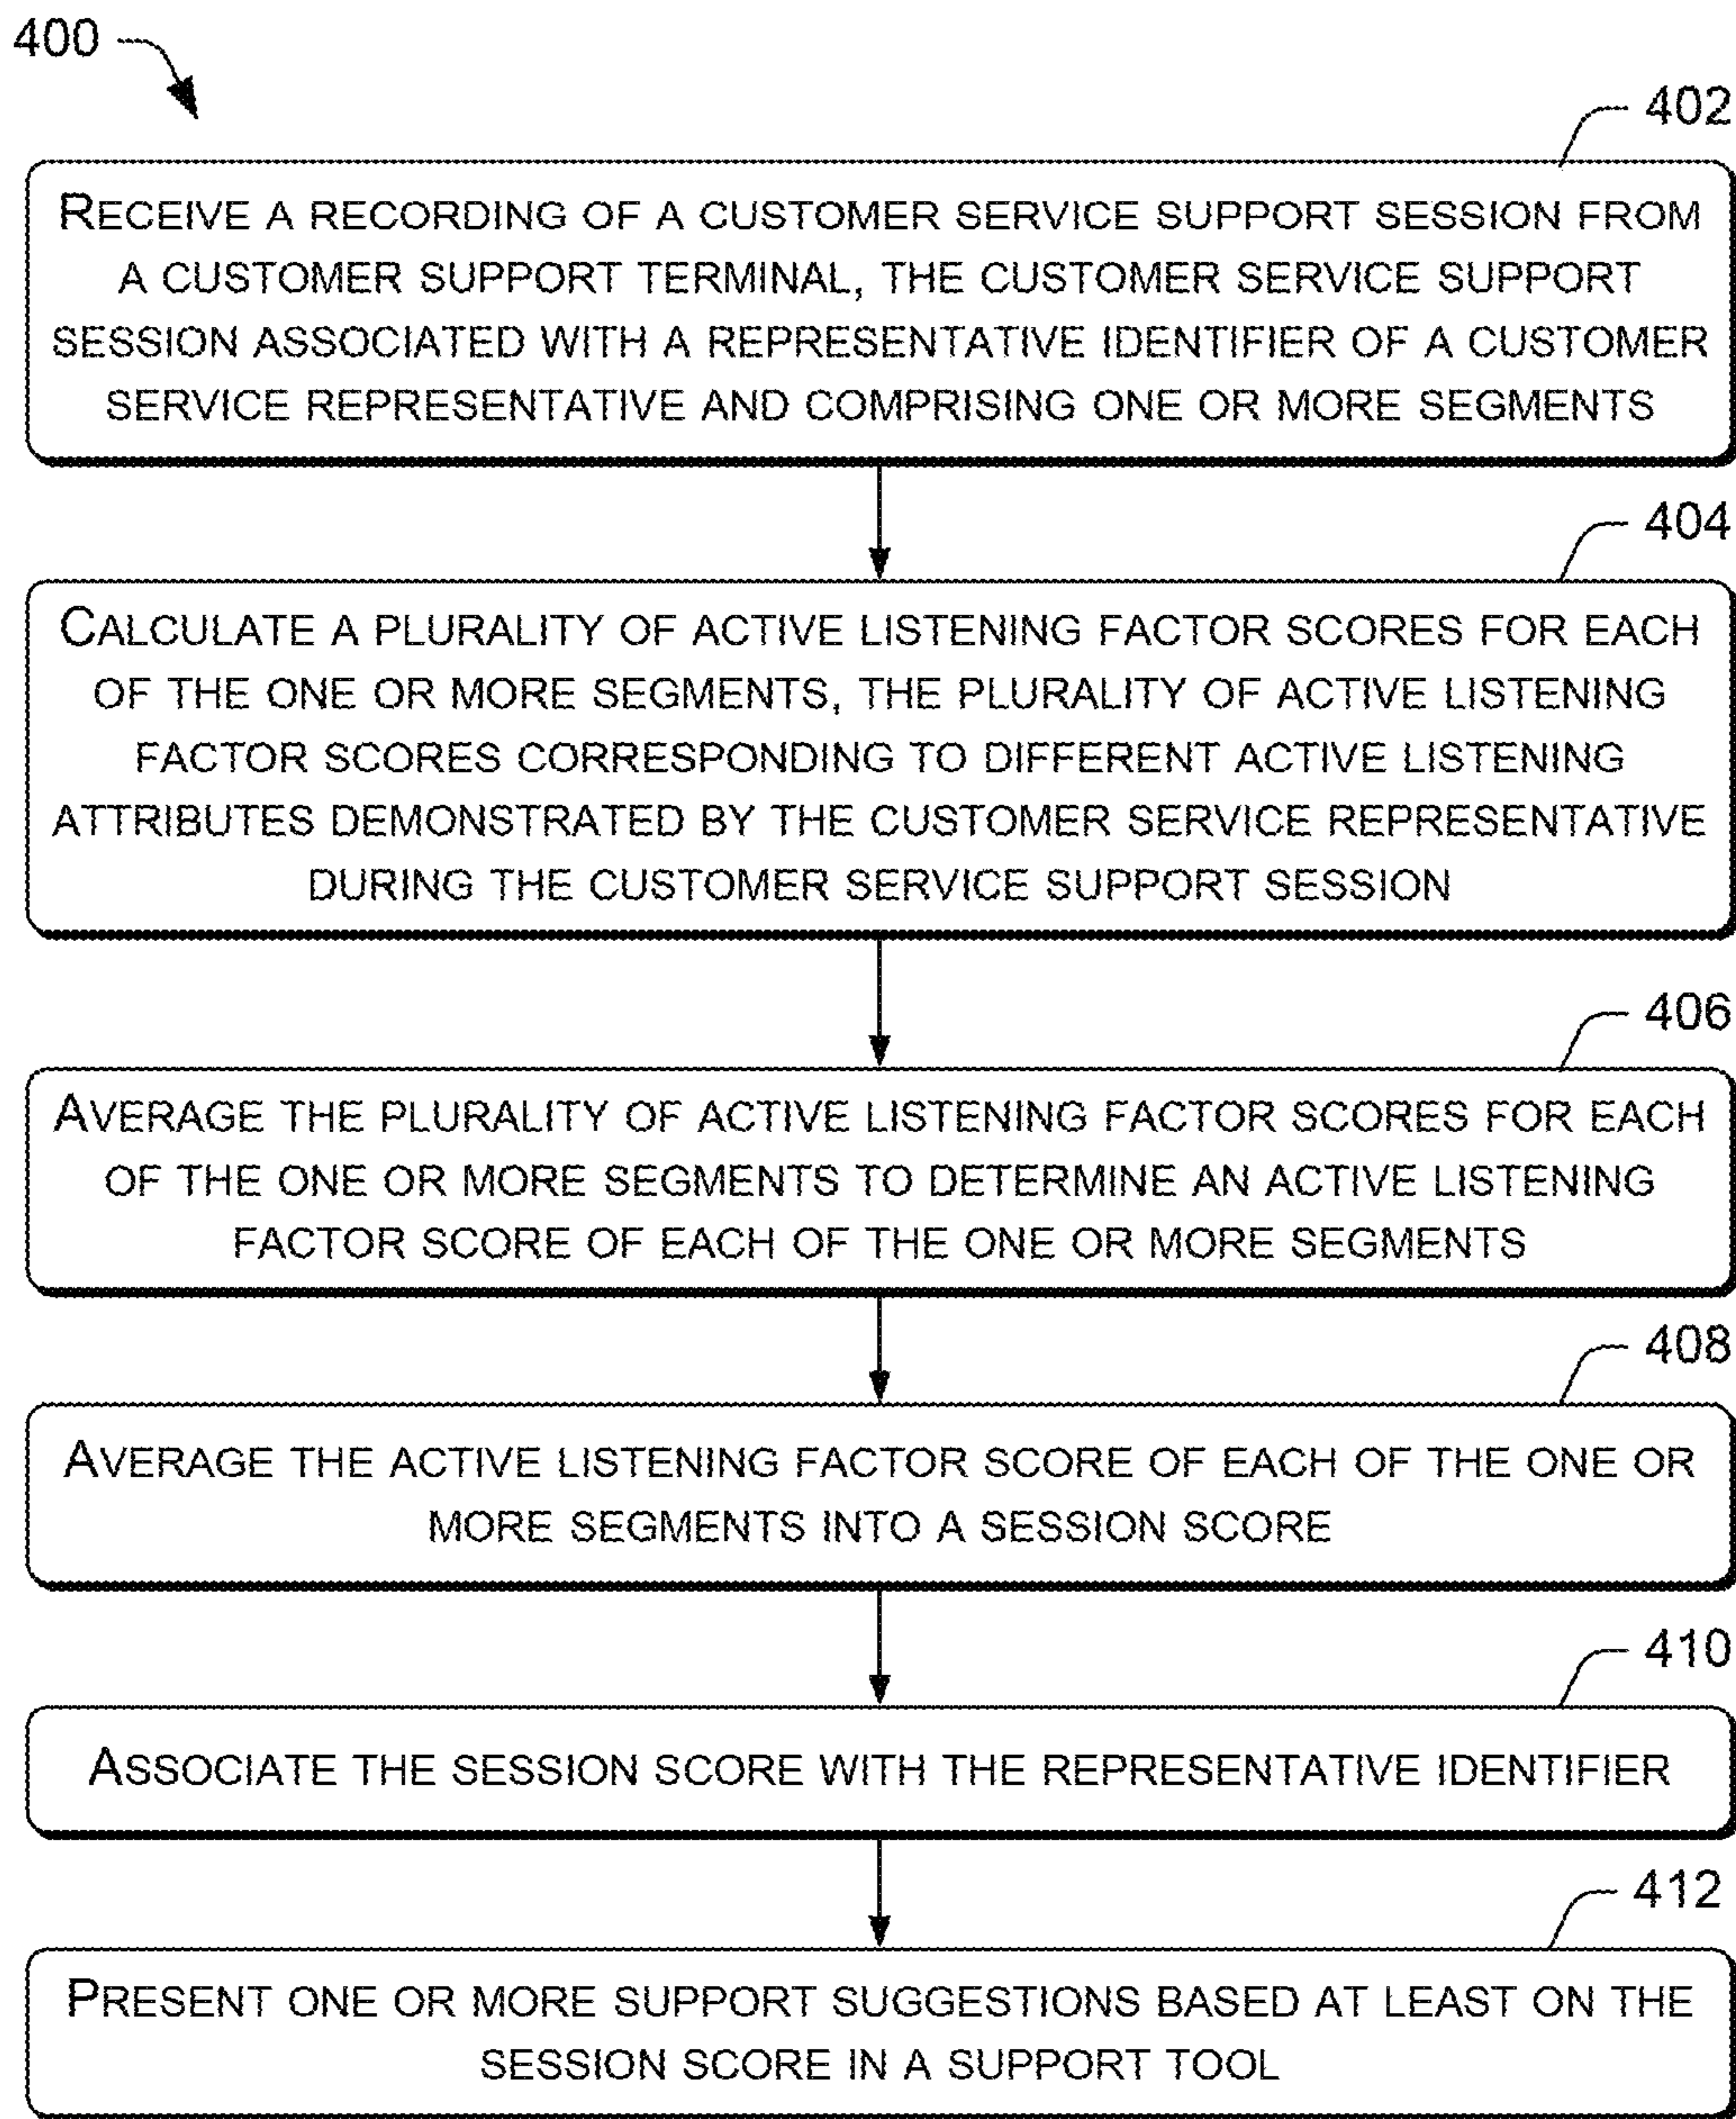 400
402
RECEIVE A RECORDING OF A CUSTOMER SERVICE SUPPORT SESSION FROM
A CUSTOMER SUPPORT TERMINAL, THE CUSTOMER SERVICE SUPPORT
SESSION ASSOCIATED WITH A REPRESENTATIVE IDENTIFIER OF A CUSTOMER
SERVICE REPRESENTATIVE AND COMPRISING ONE OR MORE SEGMENTS
404
CALCULATE A PLURALITY OF ACTIVE LISTENING FACTOR SCORES FOR EACH
OF THE ONE OR MORE SEGMENTS, THE PLURALITY OF ACTIVE LISTENING
FACTOR SCORES CORRESPONDING TO DIFFERENT ACTIVE LISTENING
ATTRIBUTES DEMONSTRATED BY THE CUSTOMER SERVICE REPRESENTATIVE
DURING THE CUSTOMER SERVICE SUPPORT SESSION
406
AVERAGE THE PLURALITY OF ACTIVE LISTENING FACTOR SCORES FOR EACH
OF THE ONE OR MORE SEGMENTS TO DETERMINE AN ACTIVE LISTENING
FACTOR SCORE OF EACH OF THE ONE OR MORE SEGMENTS
408
AVERAGE THE ACTIVE LISTENING FACTOR SCORE OF EACH OF THE ONE OR
MORE SEGMENTS INTO A SESSION SCORE
410
ASSOCIATE THE SESSION SCORE WITH THE REPRESENTATIVE IDENTIFIER
412
PRESENT ONE OR MORE SUPPORT SUGGESTIONS BASED AT LEAST ON THE
SESSION SCORE IN A SUPPORT TOOL